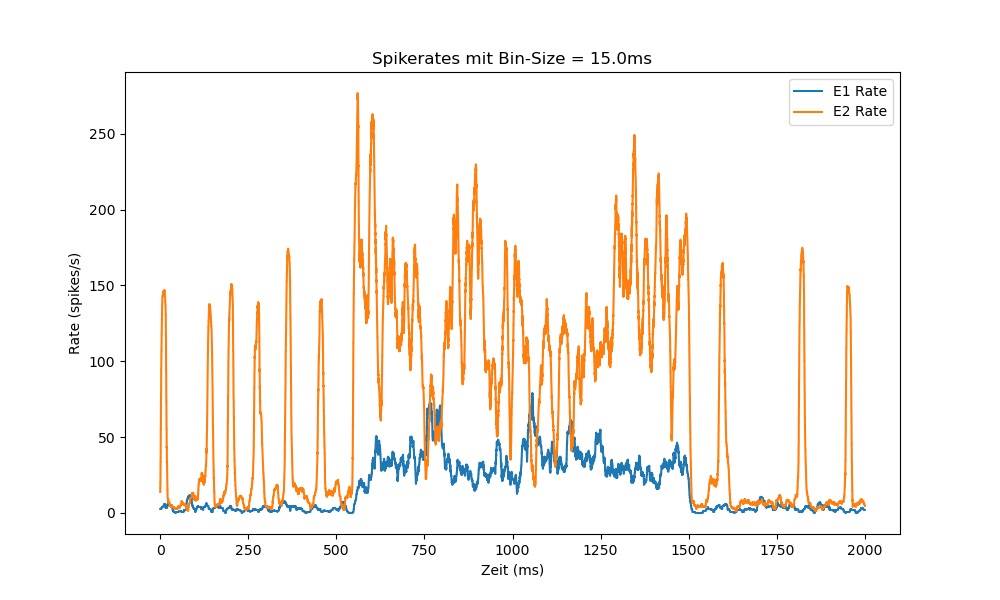 Spikerates mit Bin-Size = 15.0ms
E1 Rate
E2 Rate
Rate (spikes/s)
250
200
150
100
50
0
0 250 500 750 1000 1250 1500 1750 2000
Zeit (ms)